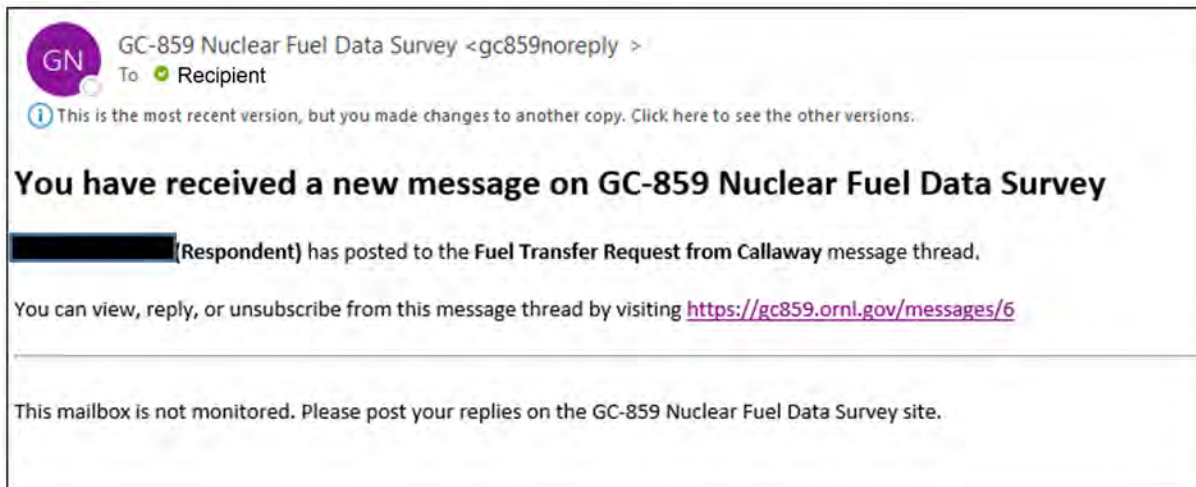 GN
GC-859 Nuclear Fuel Data Survey <gc859noreply >
To Recipient
This is the most recent version, but you made changes to another copy. Click here to see the other versions.
You have received a new message on GC-859 Nuclear Fuel Data Survey
(Respondent) has posted to the Fuel Transfer Request from Callaway message thread.
You can view, reply, or unsubscribe from this message thread by visiting https://gc859.ornl.gov/messages/6
This mailbox is not monitored. Please post your replies on the GC-859 Nuclear Fuel Data Survey site.